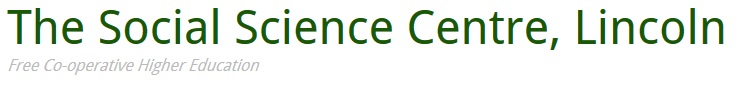 The Social Science Centre, Lincoln
Free Co-operative Higher Education